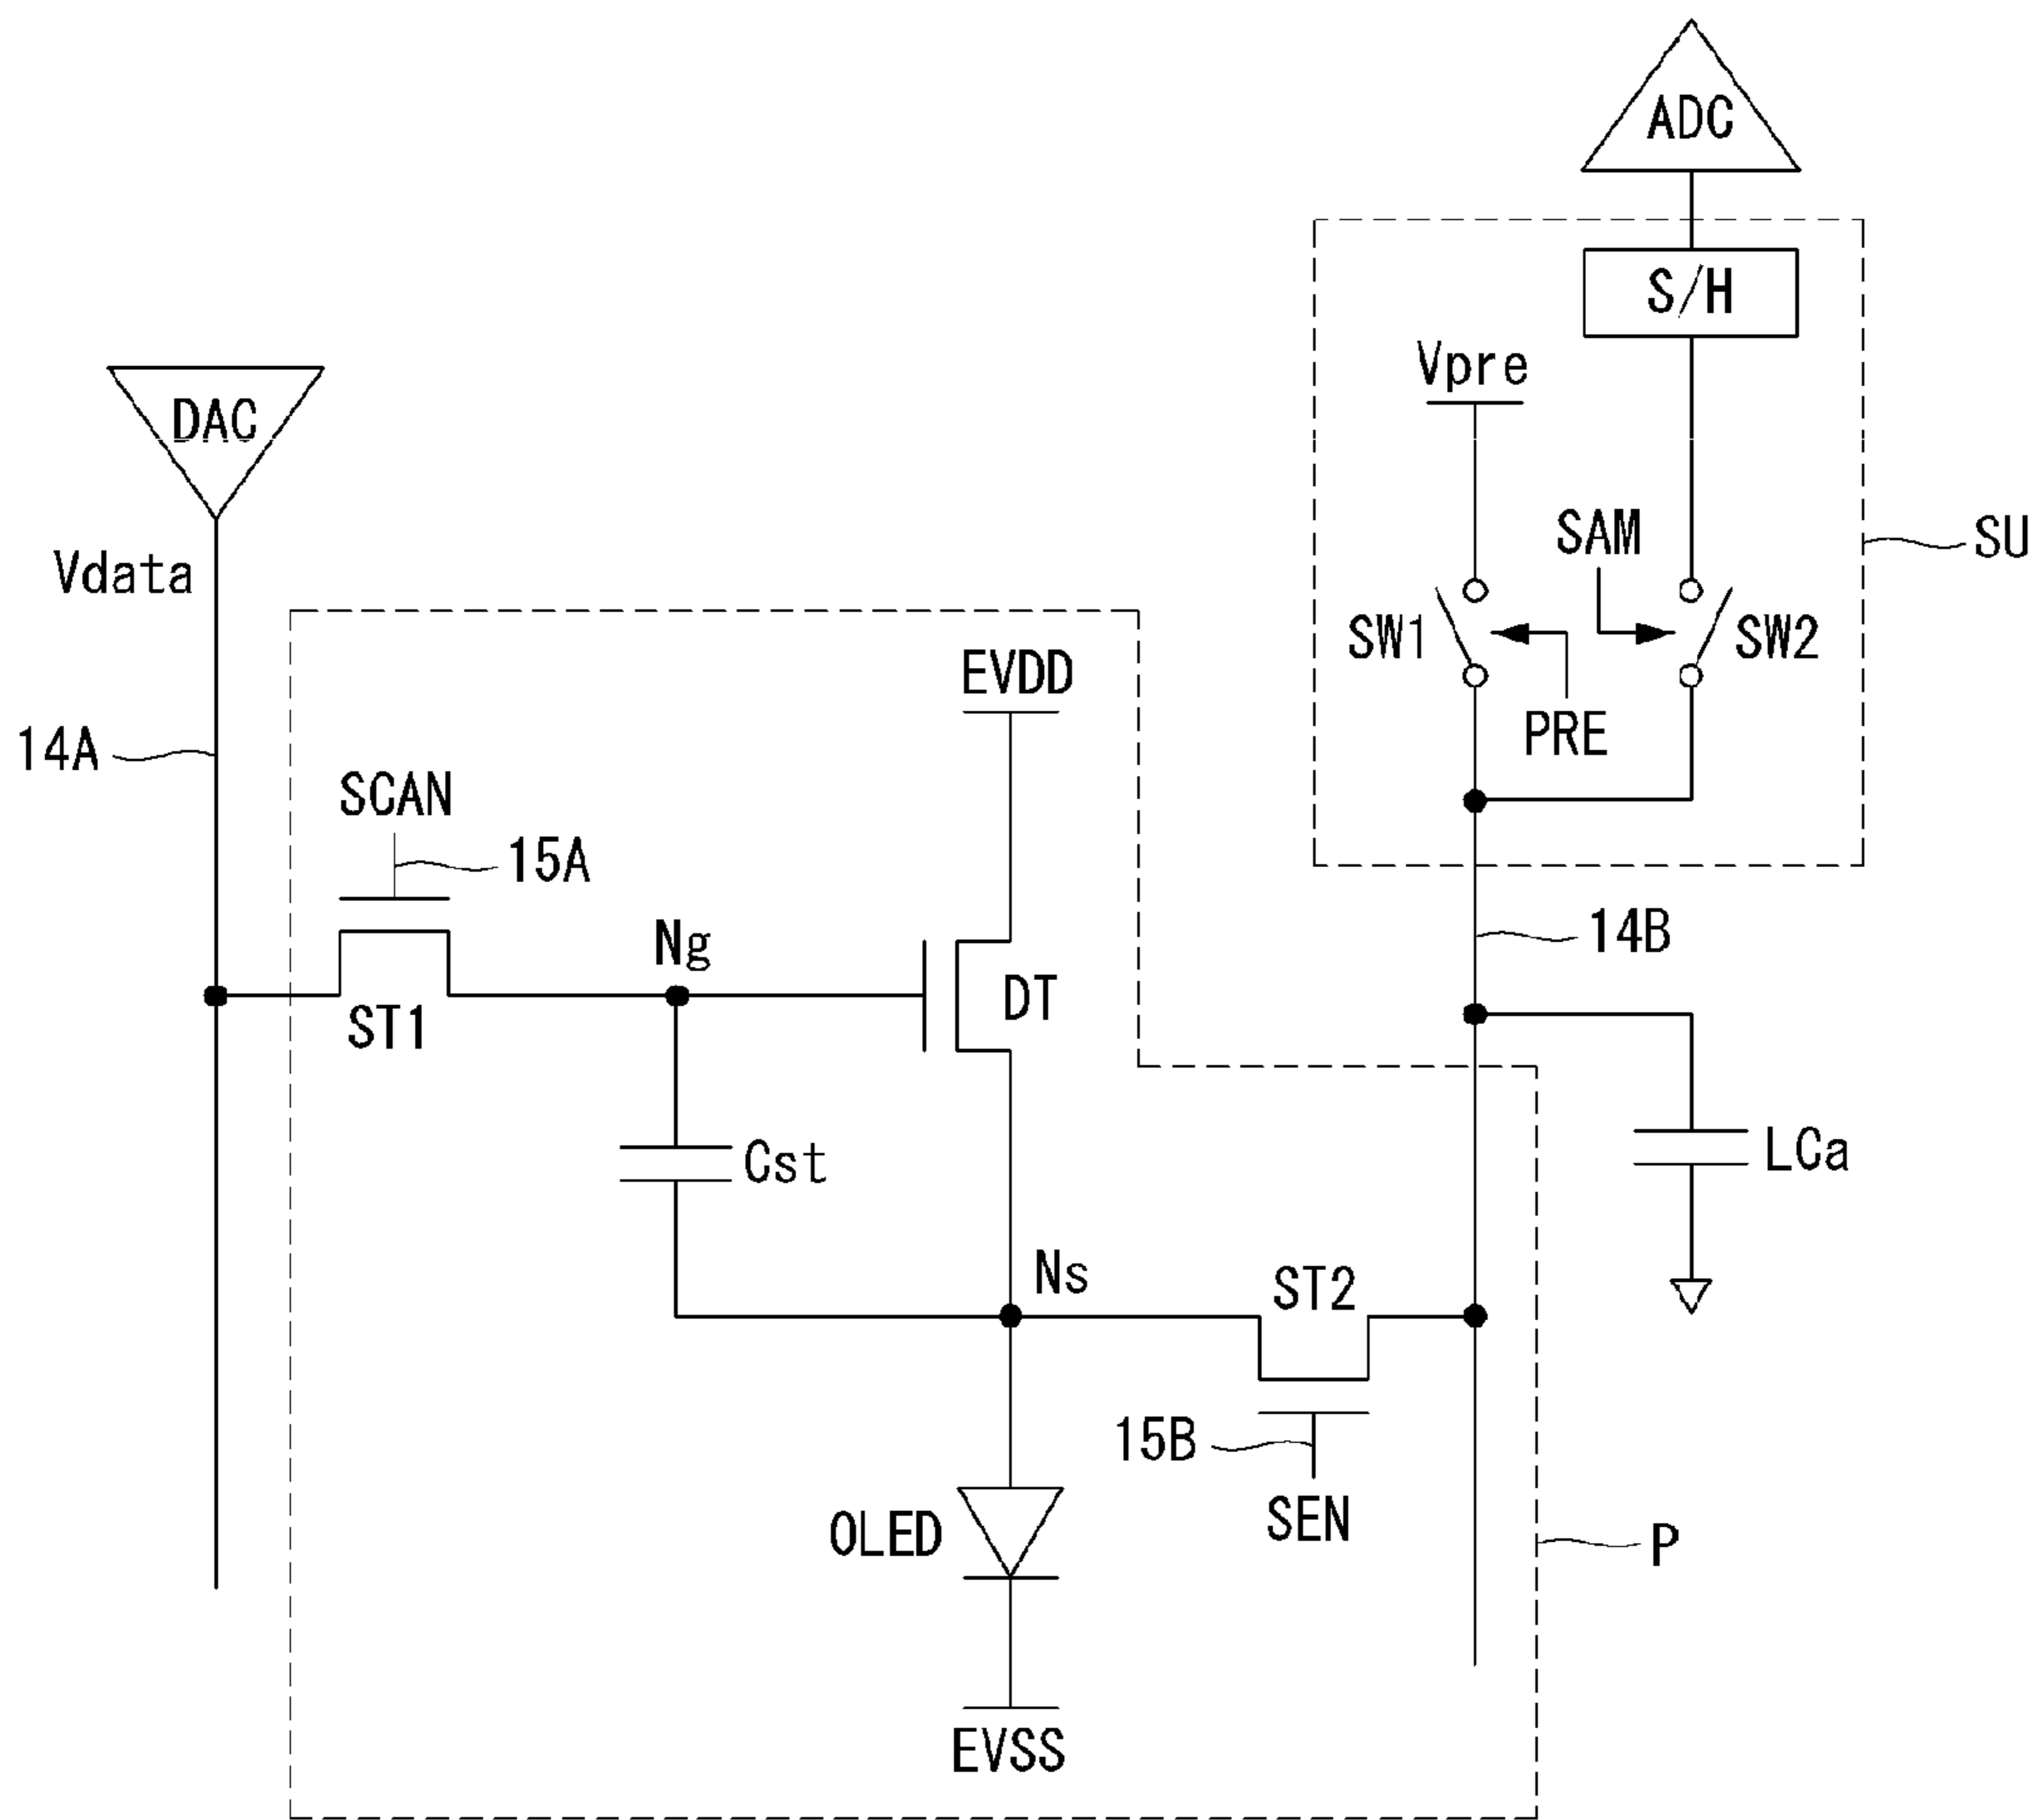 ADC
S/H
Vpre
DAC
SAM
SU
Vdata
SW1
SW2
EVDD
PRE
14A
SCAN
15A
14B
Ng
DT
ST1
Cst
LCa
Ns
ST2
15B
SEN
OLED
P
EVSS